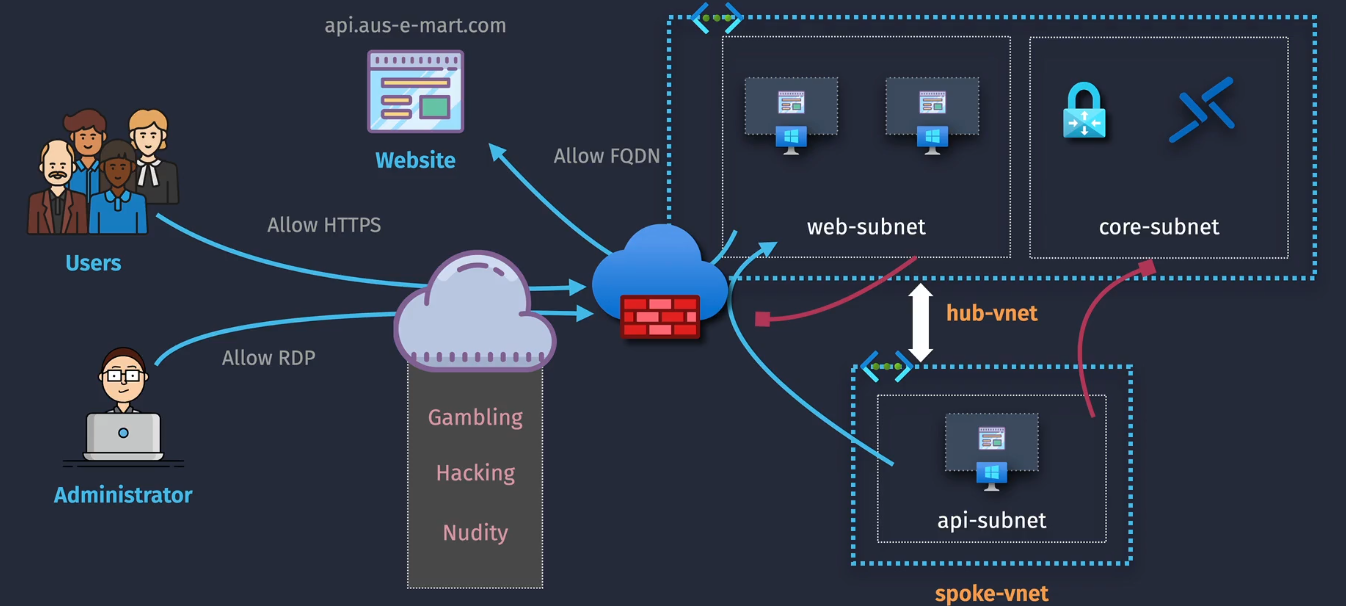 api.aus-e-mart.com
Website
Allow FQDN
Users
Allow HTTPS
web-subnet
core-subnet
hub-vnet
Allow RDP
Administrator
Gambling
Hacking
Nudity
api-subnet
spoke-vnet